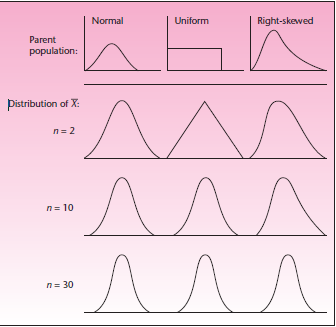 Normal Uniform Right-skewed
Parent
population:
Distribution of X̅:
n = 2
n = 10
n = 30